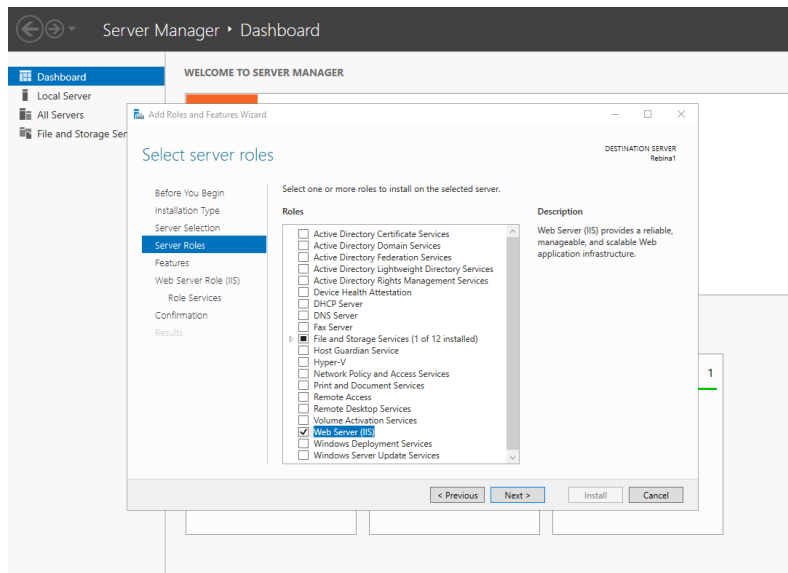 Server Manager ‣ Dashboard
Dashboard
Local Server
All Servers
File and Storage Ser
WELCOME TO SERVER MANAGER
Add Roles and Features Wizard
Select server roles
DESTINATION SERVER
Rebina1
Before You Begin
Installation Type
Server Selection
Server Roles
Features
Web Server Role (IIS)
Role Services
Confirmation
Results
Select one or more roles to install on the selected server.
Roles
Active Directory Certificate Services
Active Directory Domain Services
Active Directory Federation Services
Active Directory Lightweight Directory Services
Active Directory Rights Management Services
Device Health Attestation
DHCP Server
DNS Server
Fax Server
File and Storage Services (1 of 12 installed)
Host Guardian Service
Hyper-V
Network Policy and Access Services
Print and Document Services
Remote Access
Remote Desktop Services
Volume Activation Services
Web Server (IIS)
Windows Deployment Services
Windows Server Update Services
Description
Web Server (IIS) provides a reliable,
manageable, and scalable Web
application infrastructure.
1
< Previous
Next >
Install
Cancel